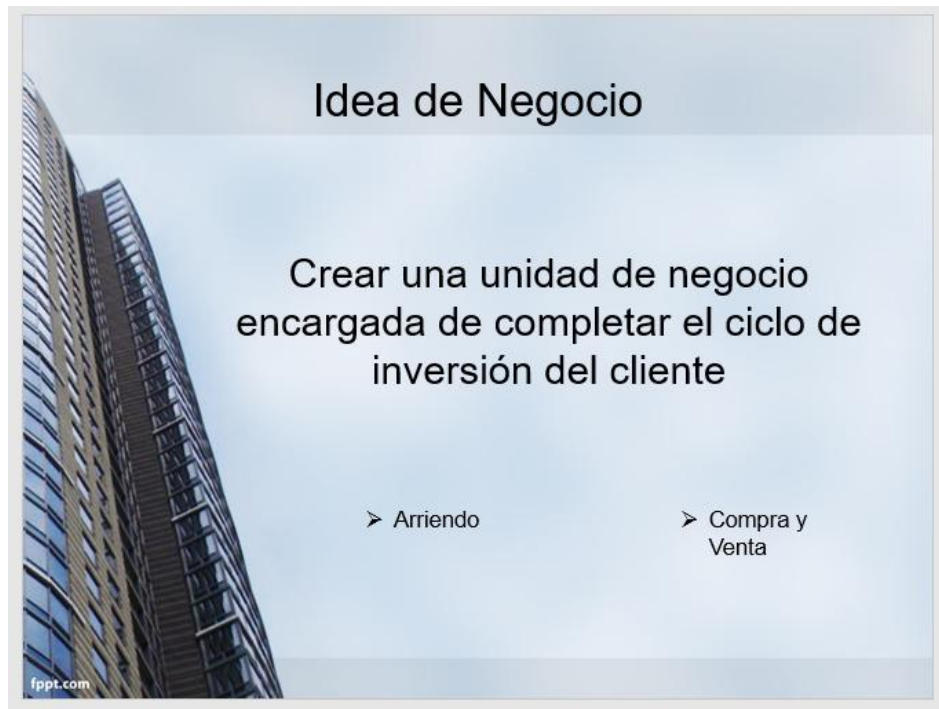 Idea de Negocio
Crear una unidad de negocio
encargada de completar el ciclo de
inversión del cliente
➢ Arriendo
➢ Compra y
Venta
fppt.com